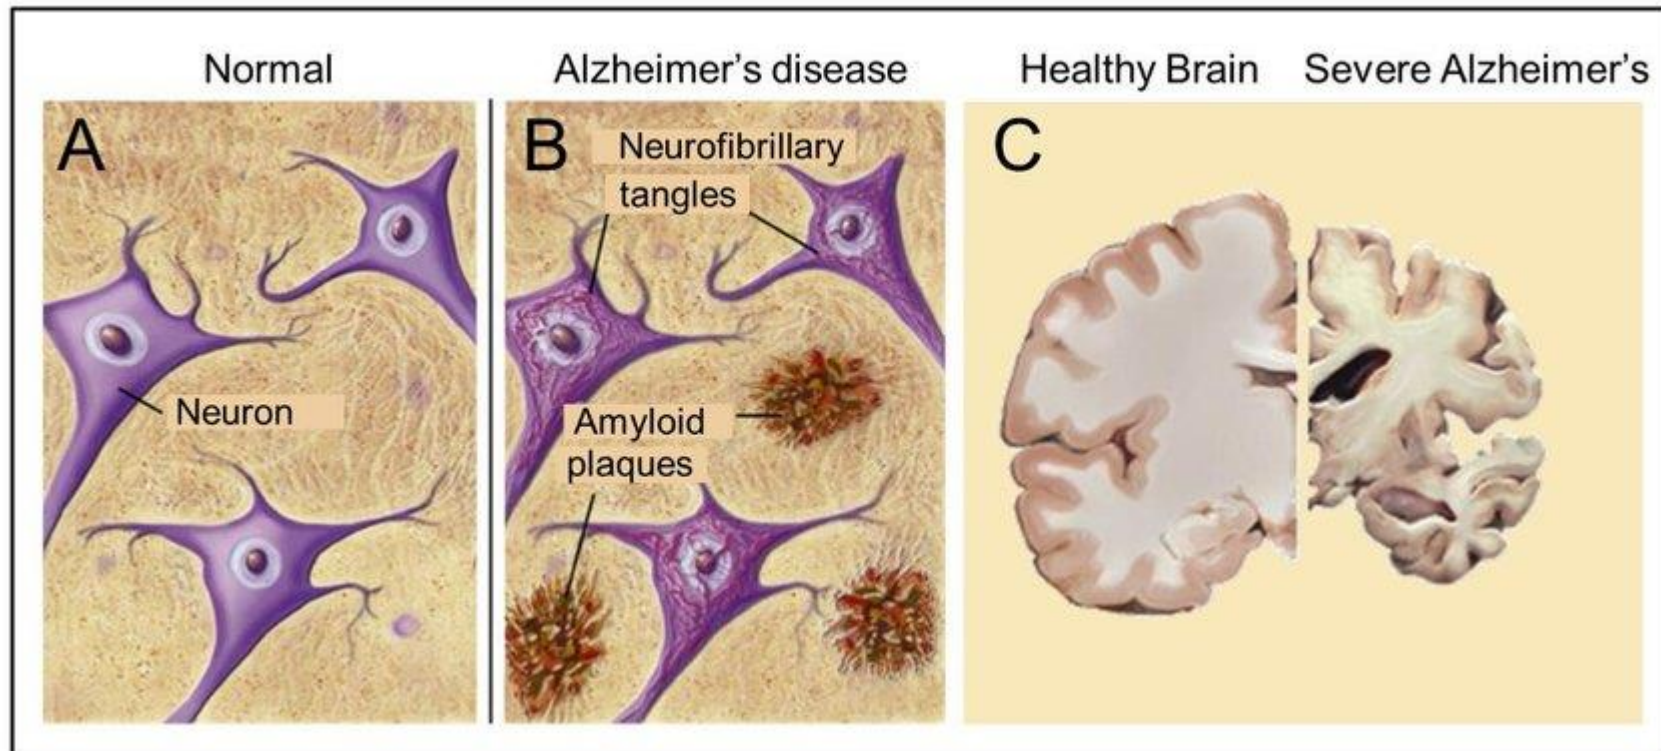 Normal
Alzheimer's disease
Healthy Brain
Severe Alzheimer's
A
Neuron
B
Neurofibrillary
tangles
Amyloid
plaques
C